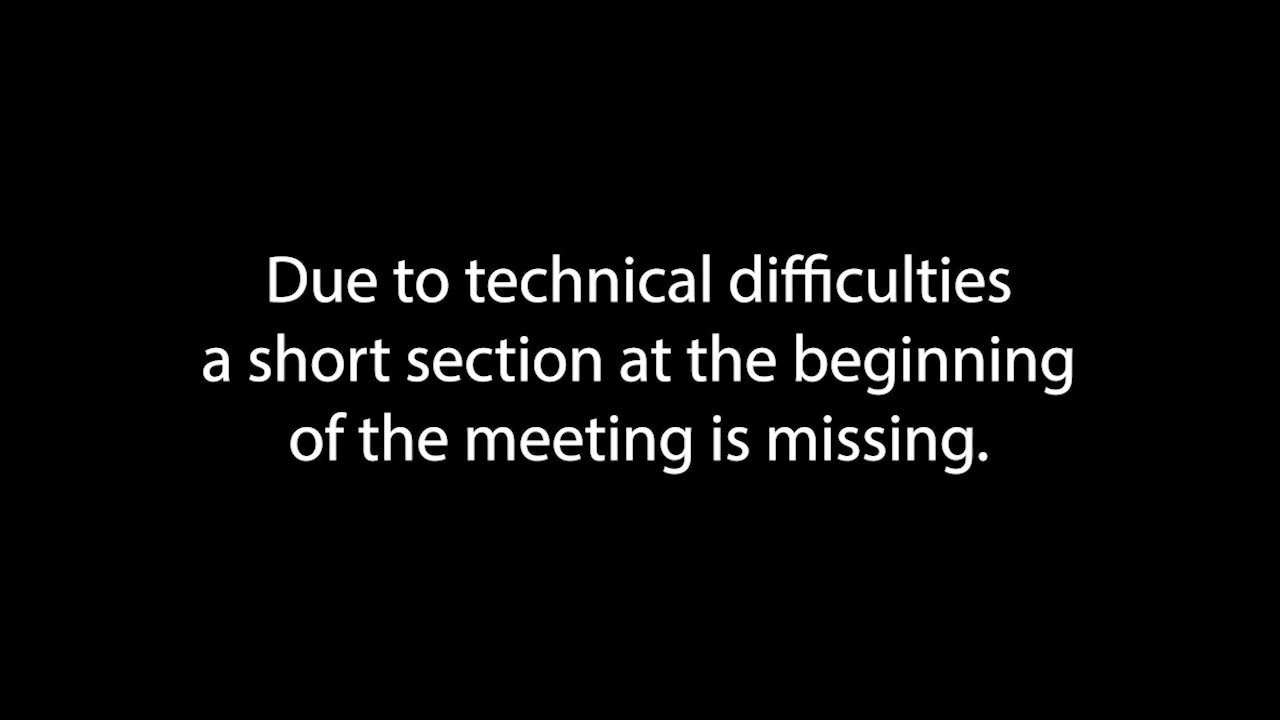 Due to technical difficulties
a short section at the beginning
of the meeting is missing.